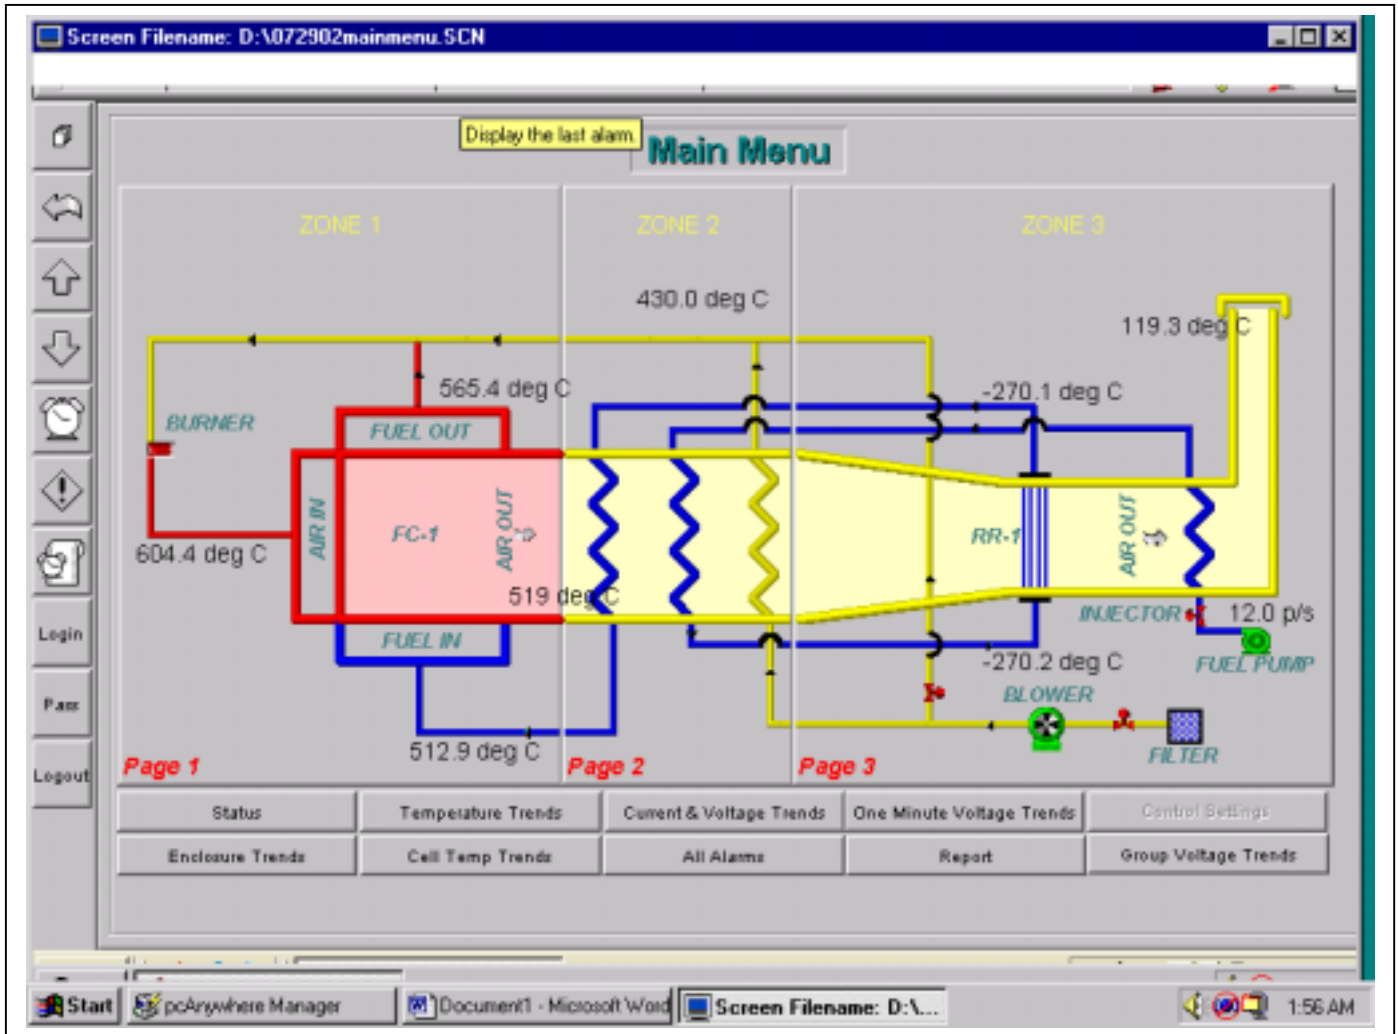 Screen Filename: D:\072902mainmenu.SCN
Display the last alarm.
Main Menu
ZONE 1
ZONE 2
ZONE 3
430.0 deg C
119.3 deg C
565.4 deg C
-270.1 deg C
BURNER
FUEL OUT
AIR IN
FC-1
AIR OUT
RR-1
AIR OUT
604.4 deg C
519 deg C
INJECTOR
12.0 p/s
FUEL IN
-270.2 deg C
FUEL PUMP
BLOWER
512.9 deg C
FILTER
Page 1
Page 2
Page 3
Login
Pass
Logout
Status
Temperature Trends
Current & Voltage Trends
One Minute Voltage Trends
Control Settings
Enclosure Trends
Cell Temp Trends
All Alarms
Report
Group Voltage Trends
Start
pcAnywhere Manager
Document1 - Microsoft Word
Screen Filename: D:\...
1:56 AM